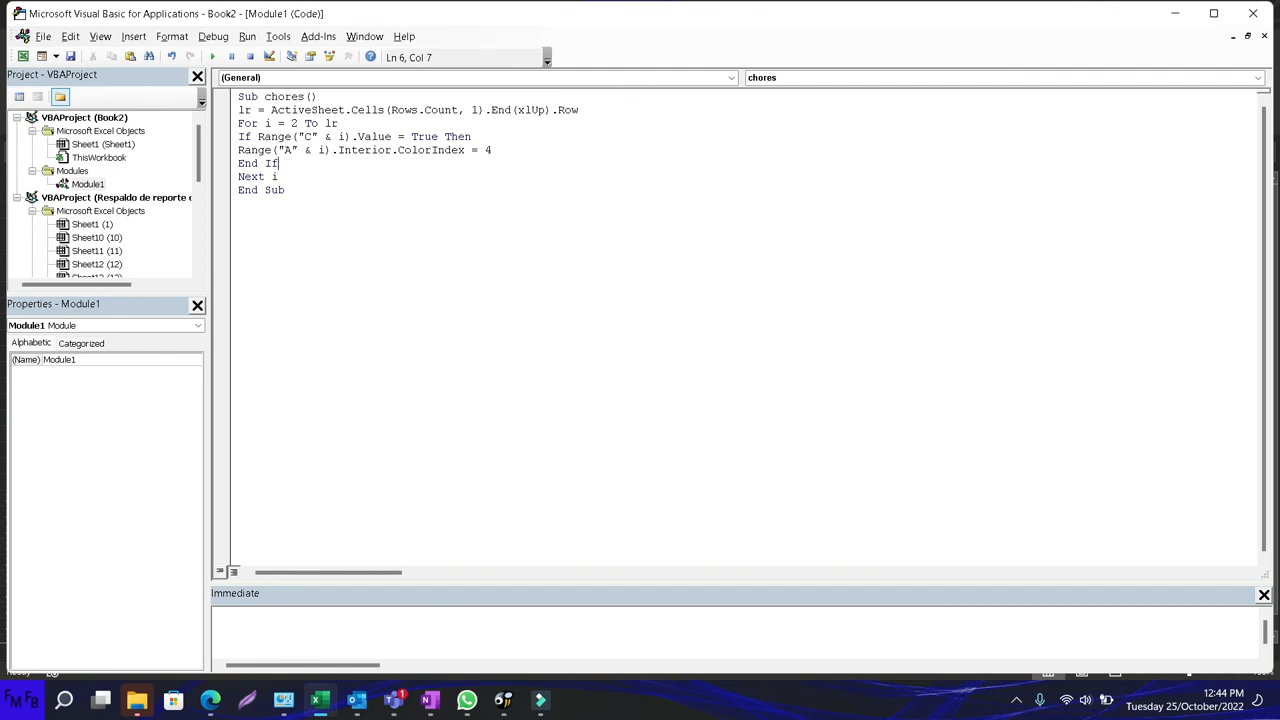 Microsoft Visual Basic for Applications - Book2 - [Module1 (Code)]
File Edit View Insert Format Debug Run Tools Add-Ins Window Help
Ln 6, Col 7
Project - VBAProject
(General)
chores
VBAProject (Book2)
Microsoft Excel Objects
Sheet1 (Sheet1)
ThisWorkbook
Modules
Module1
VBAProject (Respaldo de reporte
Microsoft Excel Objects
Sheet1 (1)
Sheet10 (10)
Sheet11 (11)
Sheet12 (12)
Sub chores()
lr = ActiveSheet.Cells(Rows.Count, 1).End(xlUp).Row
For i = 2 To lr
If Range("C" & i).Value = True Then
Range("A" & i).Interior.ColorIndex = 4
End If
Next i
End Sub
Properties - Module1
Module1 Module
Alphabetic Categorized
(Name) Module1
Immediate
FM FB
1
12:44 PM
Tuesday 25/October/2022